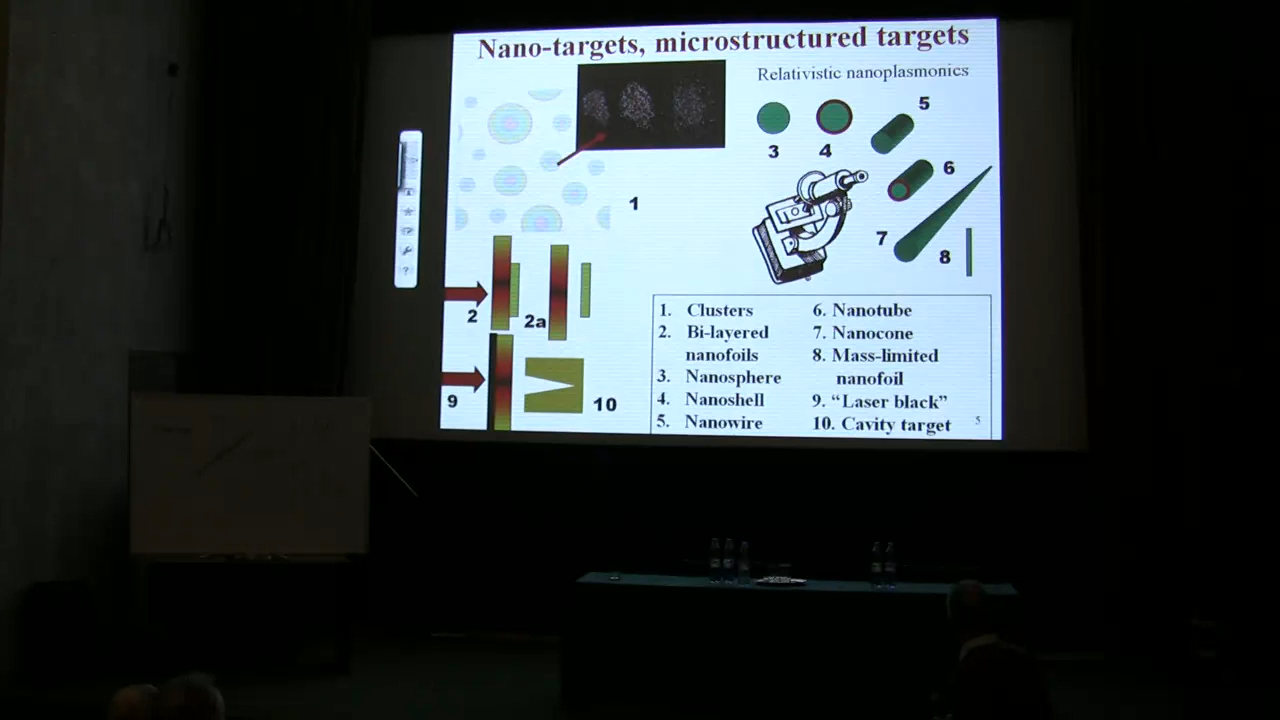 Nano-targets, microstructured targets
Relativistic nanoplasmonics
5
3
4
6
1
7
8
2
2a
9
10
1. Clusters
2. Bi-layered
nanofoils
3. Nanosphere
4. Nanoshell
5. Nanowire
6. Nanotube
7. Nanocone
8. Mass-limited
nanofoil
9. “Laser black”
10. Cavity target
5
?